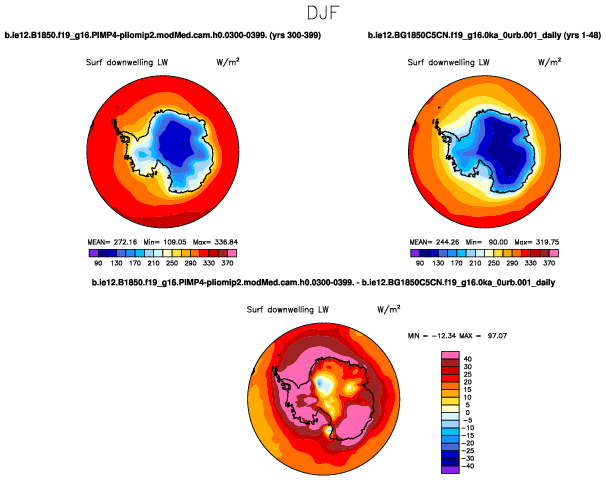 DJF
b.ie12.B1850.f19_g16.PIMP4-pliomip2.modMed.cam.h0.0300-0399. (yrs 300-399)
b.ie12.BG1850C5CN.f19_g16.0ka_0urb.001_daily (yrs 1-48)
Surf downwelling LW W/m²
Surf downwelling LW W/m²
MEAN= 272.16 Min= 109.05 Max= 336.84
MEAN= 244.26 Min= 90.00 Max= 319.75
90 130 170 210 250 290 330 370
90 130 170 210 250 290 330 370
b.ie12.B1850.f19_g16.PIMP4-pliomip2.modMed.cam.h0.0300-0399. - b.ie12.BG1850C5CN.f19_g16.0ka_0urb.001_daily
Surf downwelling LW W/m²
MIN = -12.34 MAX = 97.07
40
30
25
20
15
10
5
0
-5
-10
-15
-20
-25
-30
-40